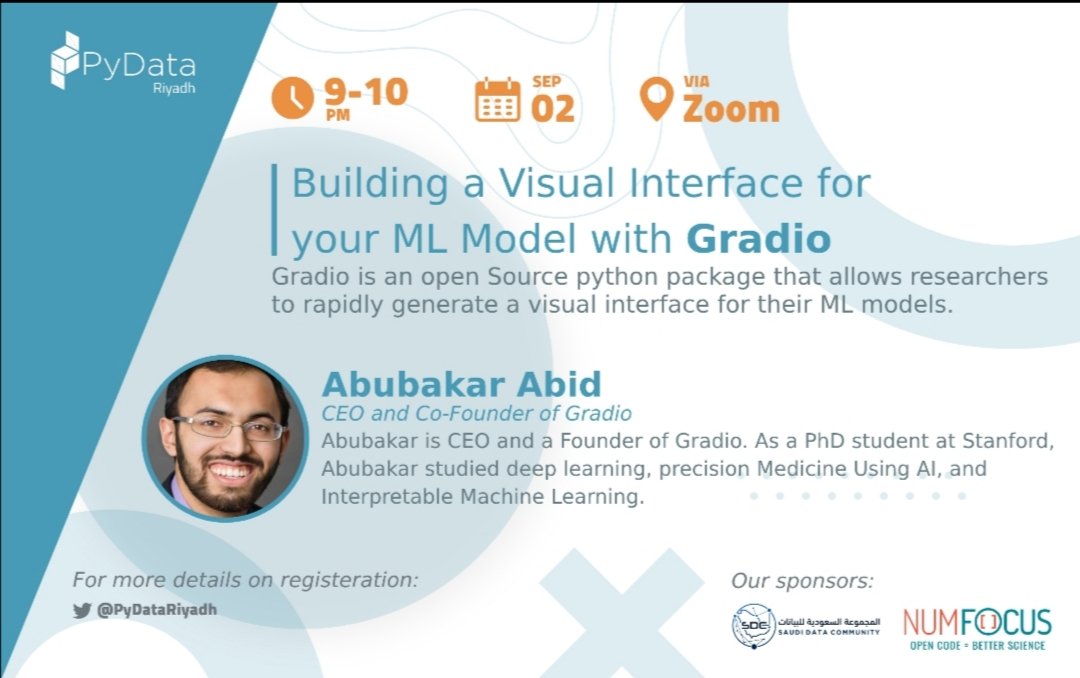 PyData
Riyadh
9-10
PM
SEP
02
VIA
Zoom
Building a Visual Interface for
your ML Model with Gradio
Gradio is an open Source python package that allows researchers
to rapidly generate a visual interface for their ML models.
Abubakar Abid
CEO and Co-Founder of Gradio
Abubakar is CEO and a Founder of Gradio. As a PhD student at Stanford,
Abubakar studied deep learning, precision Medicine Using AI, and
Interpretable Machine Learning.
For more details on registeration:
@PyDataRiyadh
Our sponsors:
SDC
المجموعة السعودية للبيانات
SAUDI DATA COMMUNITY
NUMFOCUS
OPEN CODE = BETTER SCIENCE